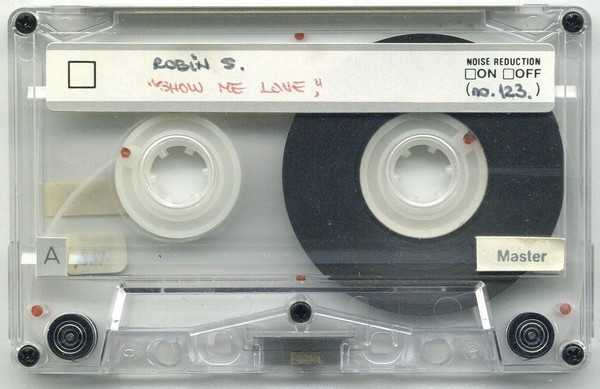 ROBIN S.
"SHOW ME LOVE"
NOISE REDUCTION
ON OFF
(no. 123.)
A
Master